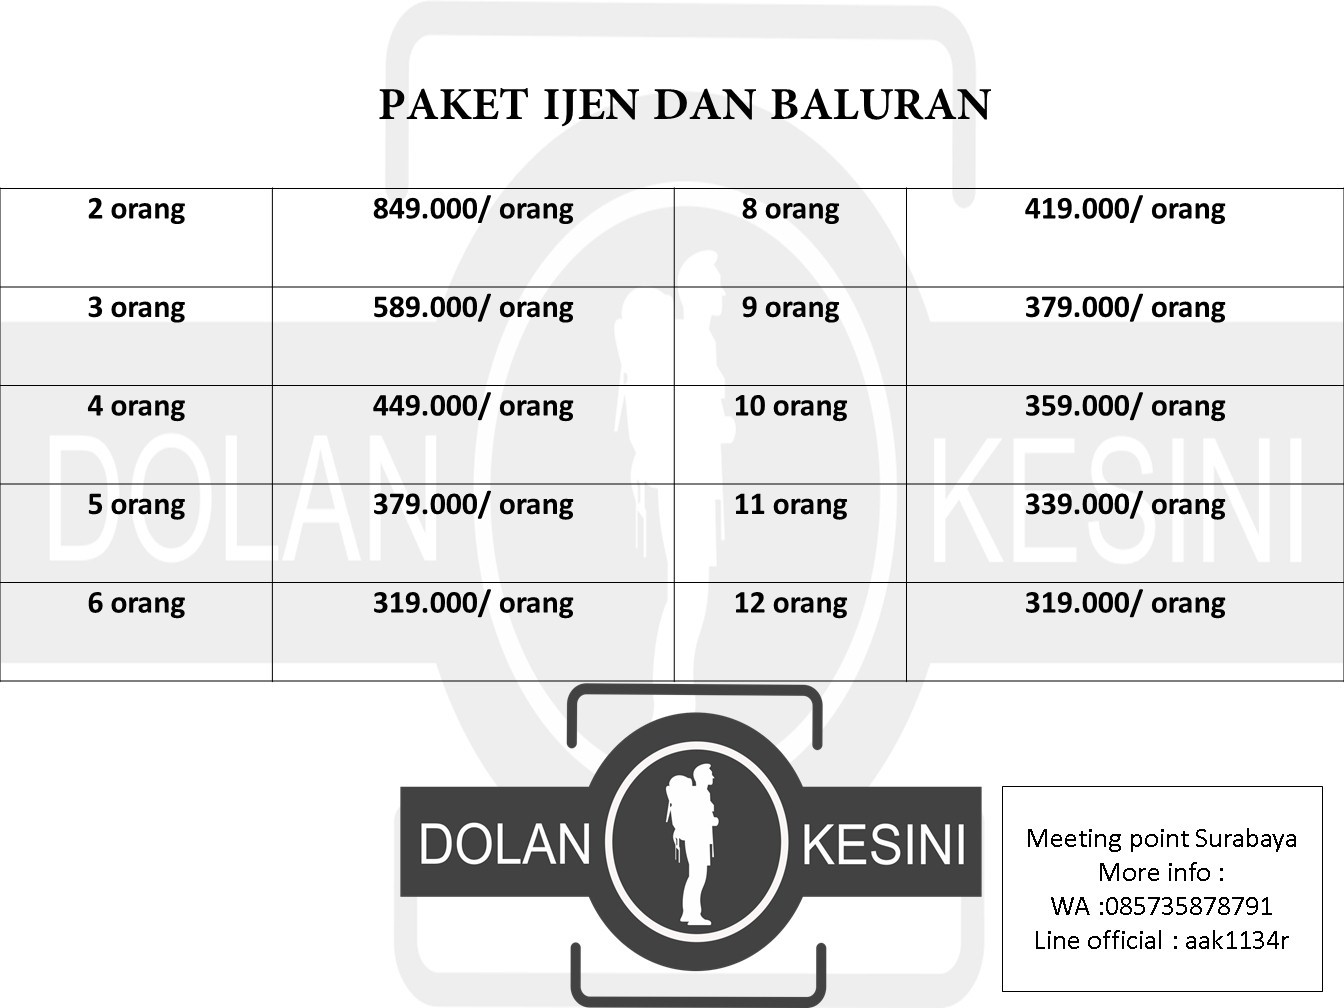 PAKET IJEN DAN BALURAN
2 orang 849.000/ orang 8 orang 419.000/ orang
3 orang 589.000/ orang 9 orang 379.000/ orang
4 orang 449.000/ orang 10 orang 359.000/ orang
5 orang 379.000/ orang 11 orang 339.000/ orang
6 orang 319.000/ orang 12 orang 319.000/ orang
DOLAN KESINI
DOLAN KESINI
Meeting point Surabaya
More info :
WA :085735878791
Line official : aak1134r